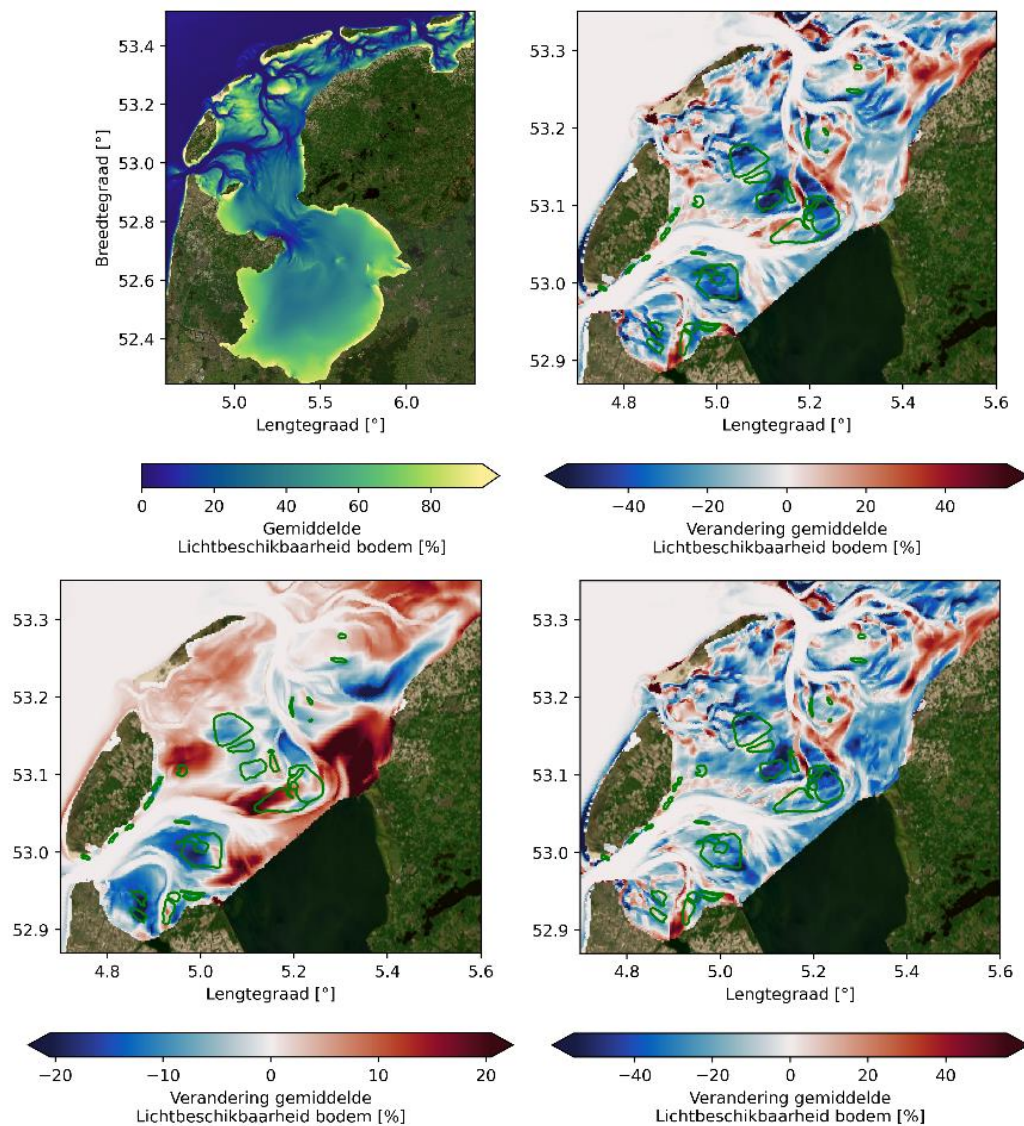 53.4
53.2
53.0
52.8
52.6
52.4
Breedtegraad [°]
5.0 5.5 6.0
Lengtegraad [°]
0 20 40 60 80
Gemiddelde
Lichtbeschikbaarheid bodem [%]
53.3
53.2
53.1
53.0
52.9
4.8 5.0 5.2 5.4 5.6
Lengtegraad [°]
−40 −20 0 20 40
Verandering gemiddelde
Lichtbeschikbaarheid bodem [%]
53.3
53.2
53.1
53.0
52.9
4.8 5.0 5.2 5.4 5.6
Lengtegraad [°]
−20 −10 0 10 20
Verandering gemiddelde
Lichtbeschikbaarheid bodem [%]
53.3
53.2
53.1
53.0
52.9
4.8 5.0 5.2 5.4 5.6
Lengtegraad [°]
−40 −20 0 20 40
Verandering gemiddelde
Lichtbeschikbaarheid bodem [%]